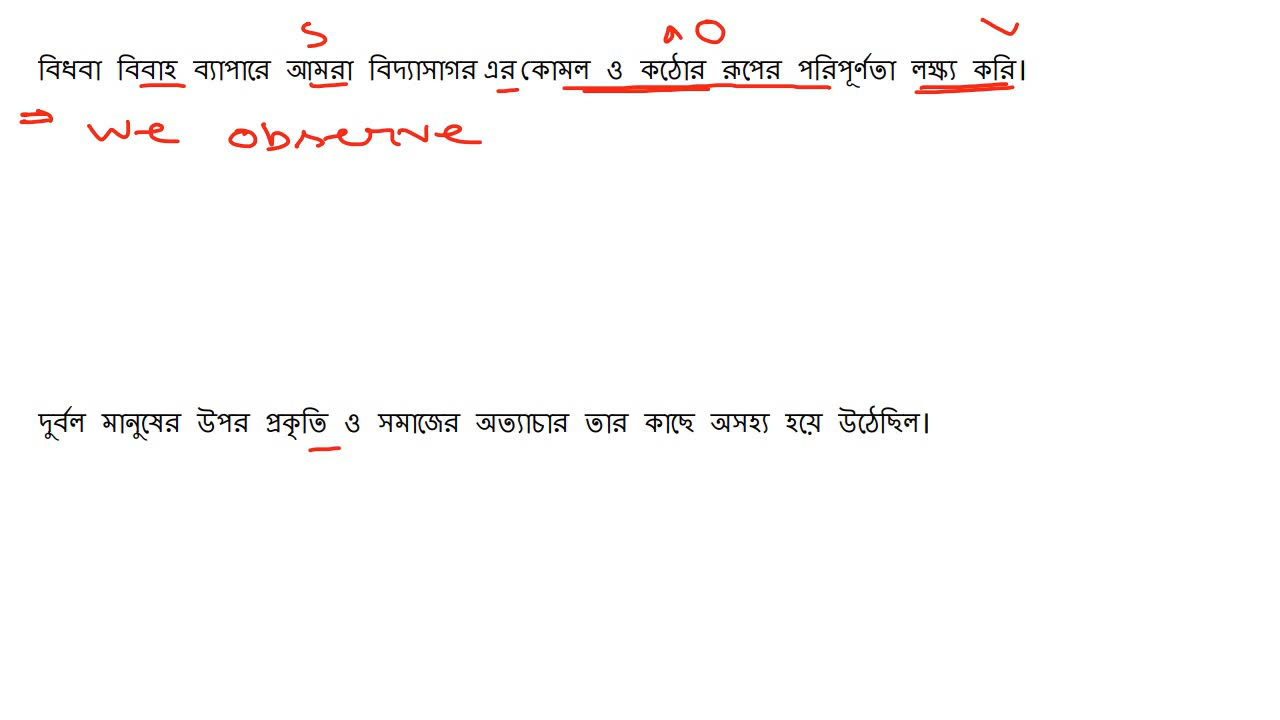 S O V
বিধবা বিবাহ ব্যাপারে আমরা বিদ্যাসাগর এর কোমল ও কঠোর রূপের পরিপূর্ণতা লক্ষ্য করি।
⇒ we observe
দুর্বল মানুষের উপর প্রকৃতি ও সমাজের অত্যাচার তার কাছে অসহ্য হয়ে উঠেছিল।